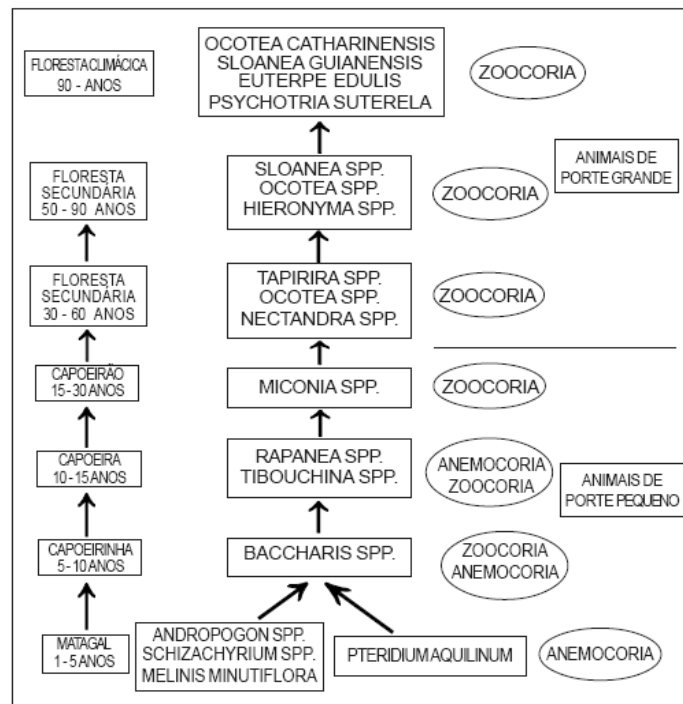 OCOTEA CATHARINENSIS
SLOANEA GUIANENSIS
EUTERPE EDULIS
PSYCHOTRIA SUTERELA
FLORESTA CLIMÁCICA
90 - ANOS
ZOOCORIA
ANIMAIS DE
PORTE GRANDE
FLORESTA
SECUNDÁRIA
50 - 90 ANOS
SLOANEA SPP.
OCOTEA SPP.
HIERONYMA SPP.
ZOOCORIA
FLORESTA
SECUNDÁRIA
30 - 60 ANOS
TAPIRIRA SPP.
OCOTEA SPP.
NECTANDRA SPP.
ZOOCORIA
CAPOEIRÃO
15 - 30 ANOS
MICONIA SPP.
ZOOCORIA
CAPOEIRA
10 - 15 ANOS
RAPANEA SPP.
TIBOUCHINA SPP.
ANEMOCORIA
ZOOCORIA
ANIMAIS DE
PORTE PEQUENO
CAPOEIRINHA
5 - 10 ANOS
BACCHARIS SPP.
ZOOCORIA
ANEMOCORIA
MATAGAL
1 - 5 ANOS
ANDROPOGON SPP.
SCHIZACHYRIUM SPP.
MELINIS MINUTIFLORA
PTERIDIUM AQUILINUM
ANEMOCORIA